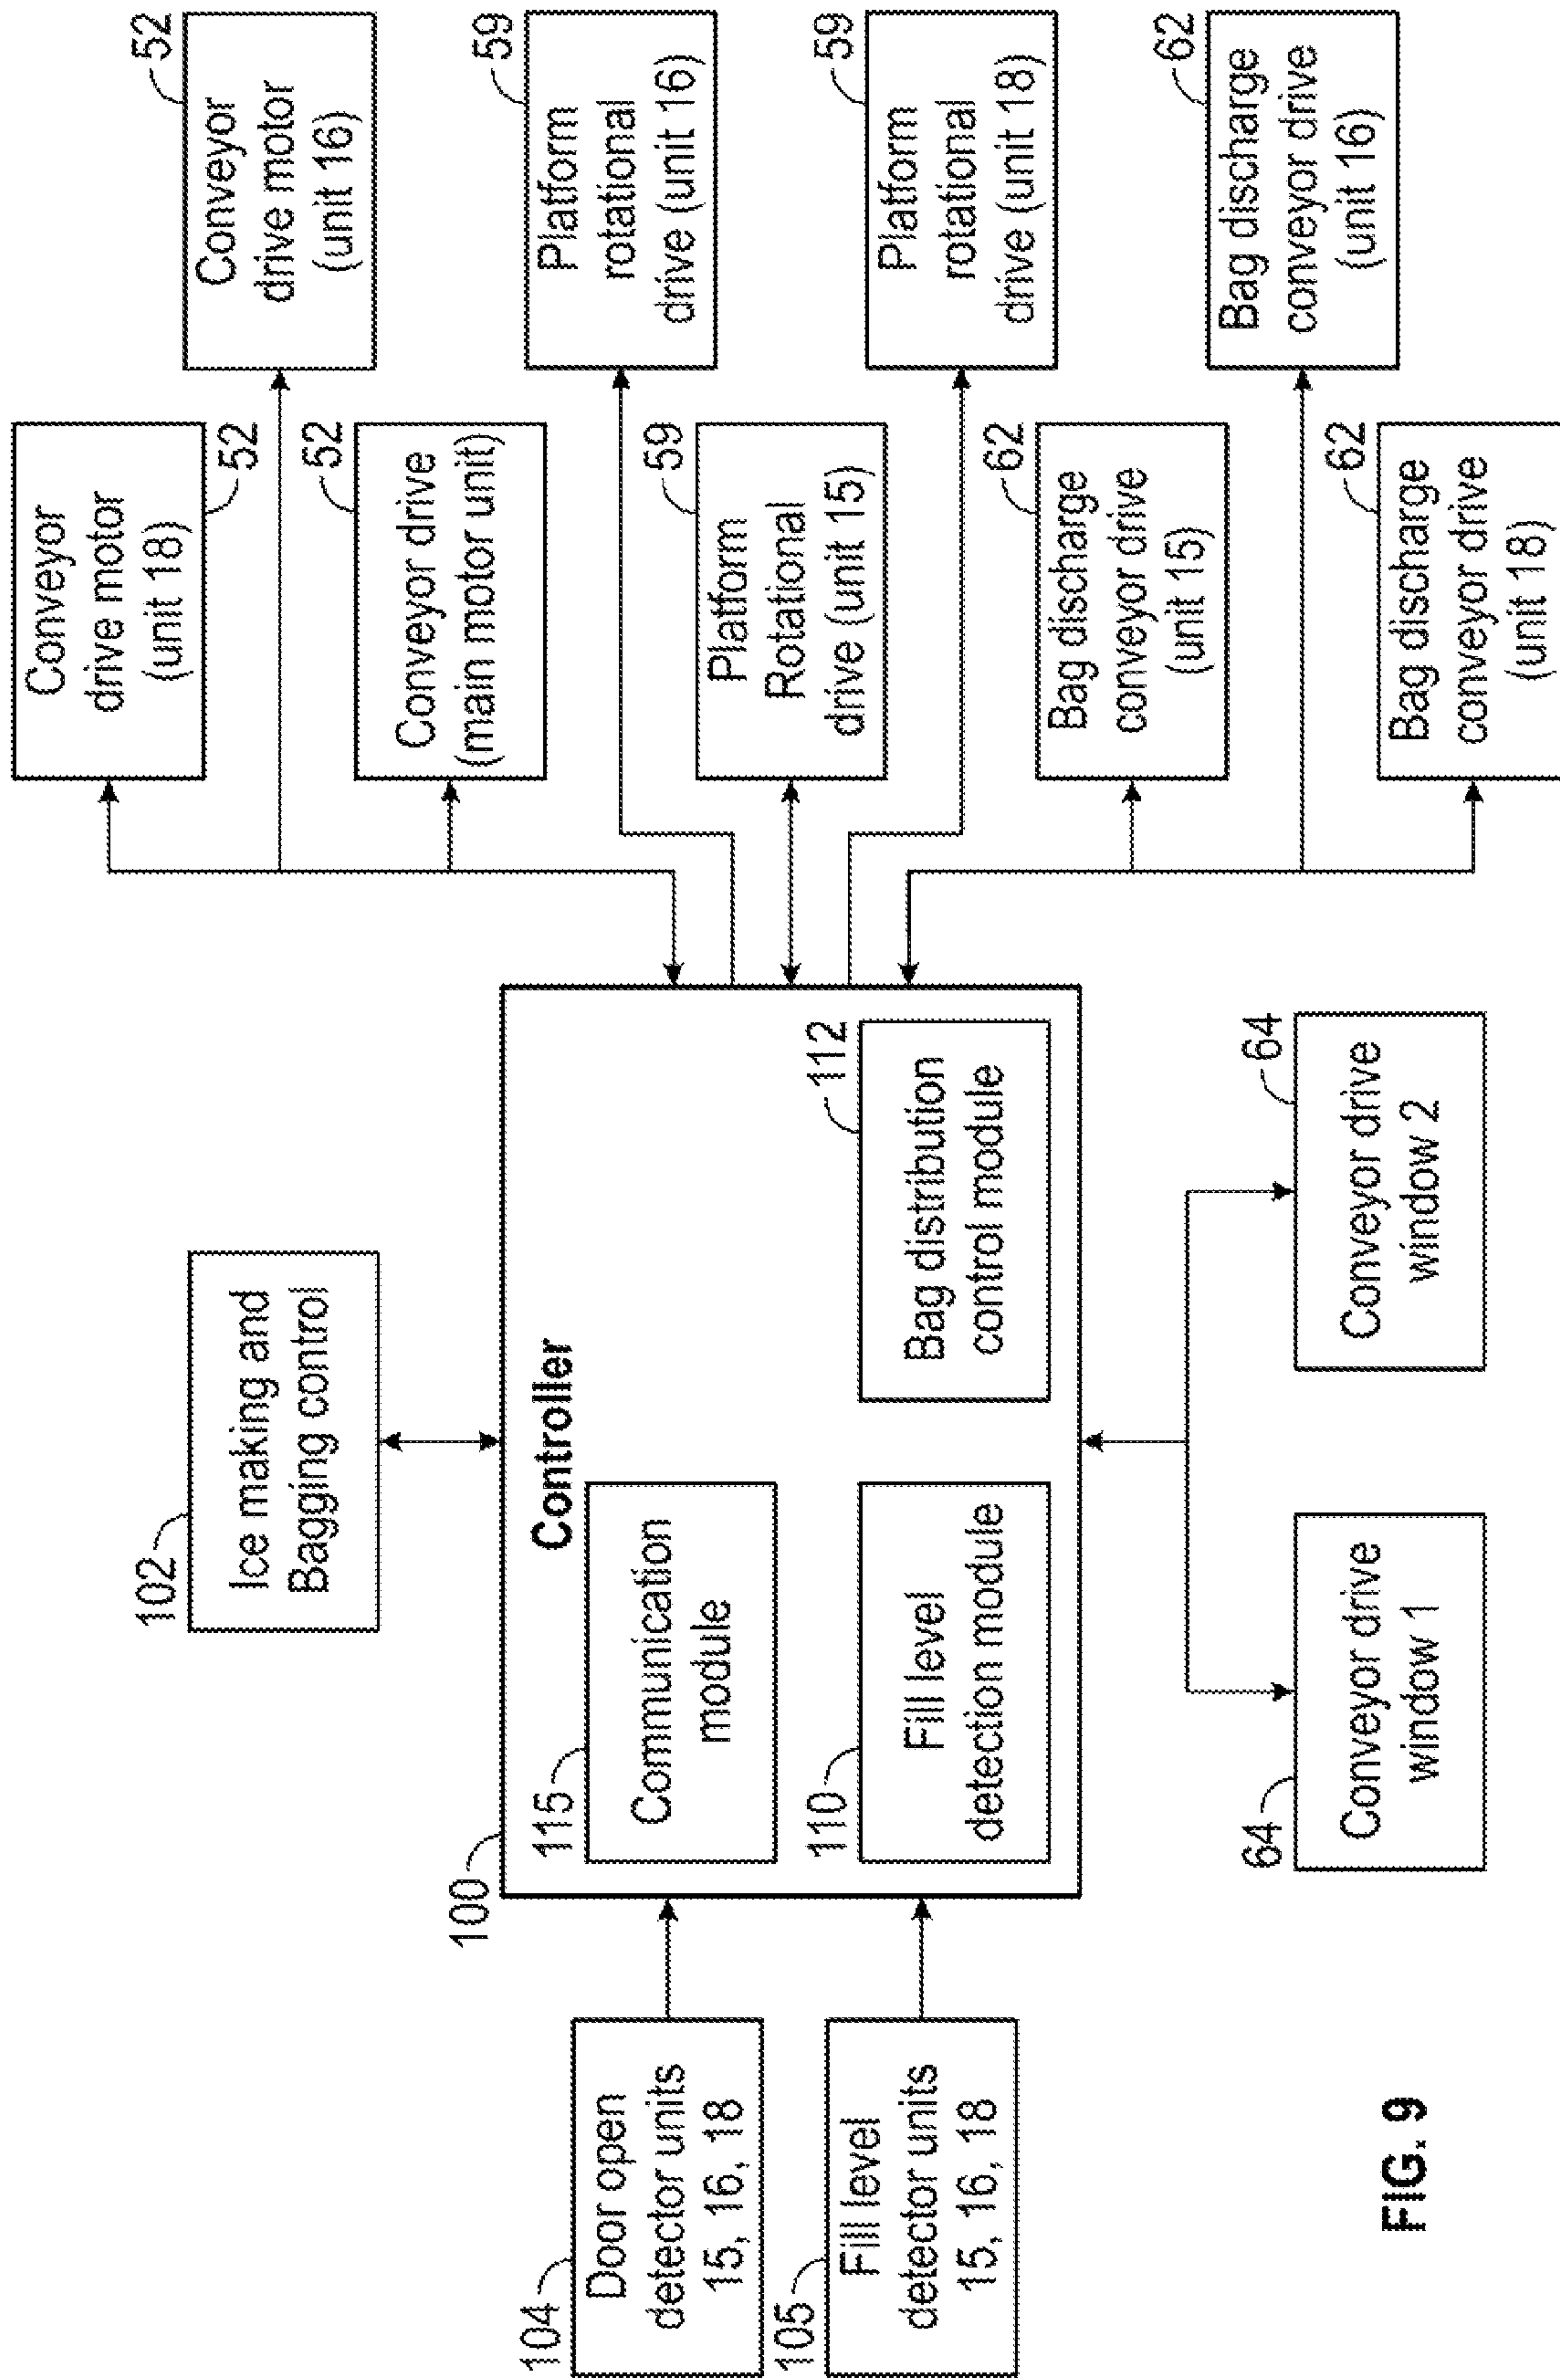 102
Ice making and
Bagging control
100
Controller
115
Communication
module
110
Fill level
detection module
112
Bag distribution
control module
104
Door open
detector units
15, 16, 18
105
Fill level
detector units
15, 16, 18
64
Conveyor drive
window 1
64
Conveyor drive
window 2
Conveyor
drive motor
(unit 18)
52
52
Conveyor
drive motor
(unit 16)
52
Conveyor drive
(main motor unit)
59
Platform
rotational
drive (unit 16)
59
Platform
Rotational
drive (unit 15)
59
Platform
rotational
drive (unit 18)
62
Bag discharge
conveyor drive
(unit 15)
62
Bag discharge
conveyor drive
(unit 16)
62
Bag discharge
conveyor drive
(unit 18)
FIG. 9